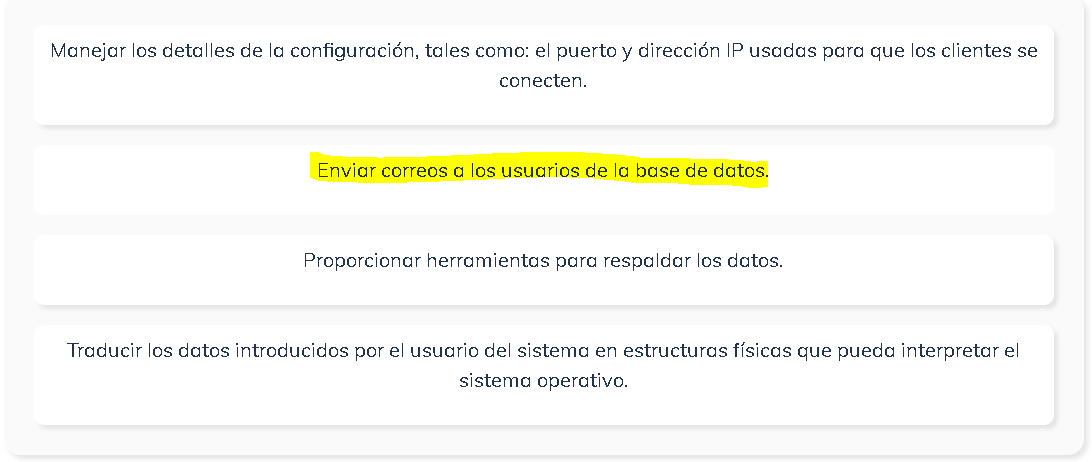 Manejar los detalles de la configuración, tales como: el puerto y dirección IP usadas para que los clientes se
conecten.
Enviar correos a los usuarios de la base de datos.
Proporcionar herramientas para respaldar los datos.
Traducir los datos introducidos por el usuario del sistema en estructuras físicas que pueda interpretar el
sistema operativo.